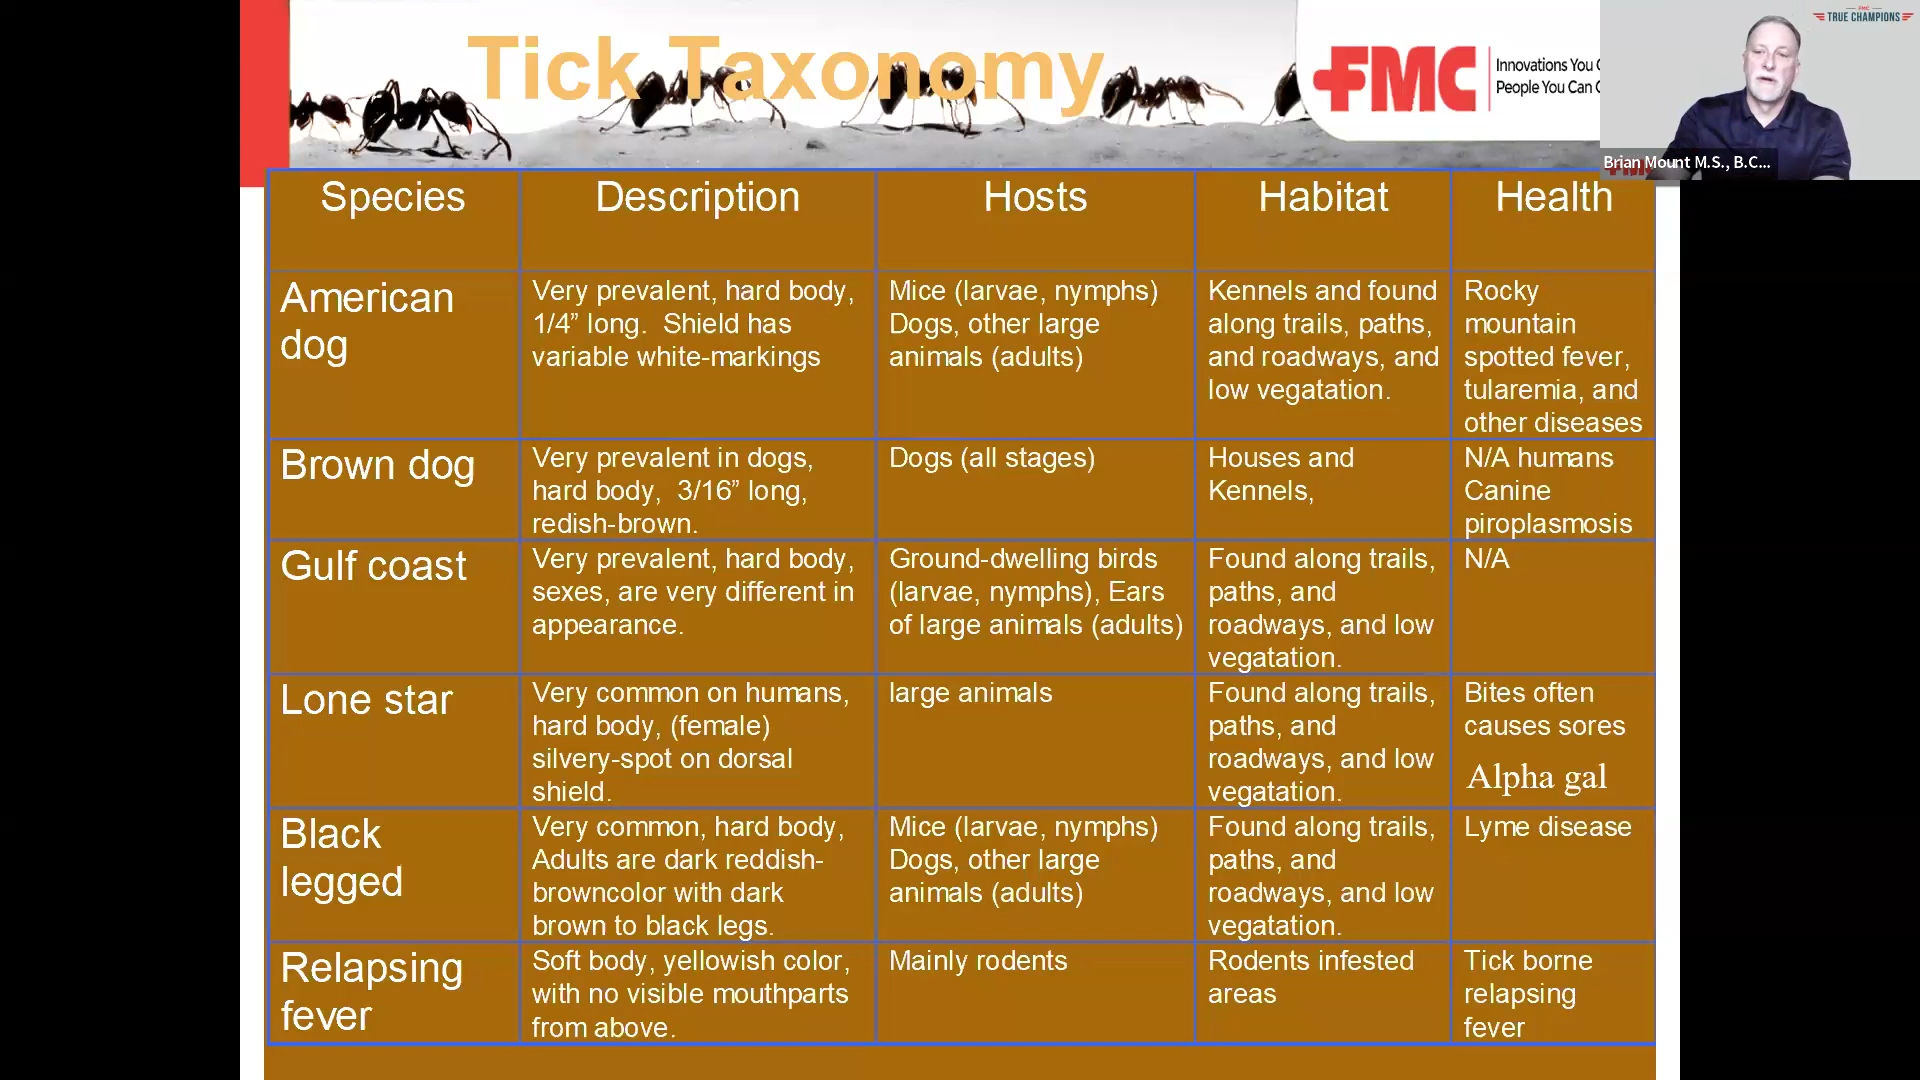 Tick Taxonomy
FMC
Innovations You
People You Can
FMC
TRUE CHAMPIONS
Brian Mount M.S., B.C...
Species
Description
Hosts
Habitat
Health
American
dog
Very prevalent, hard body,
1/4” long. Shield has
variable white-markings
Mice (larvae, nymphs)
Dogs, other large
animals (adults)
Kennels and found
along trails, paths,
and roadways, and
low vegatation.
Rocky
mountain
spotted fever,
tularemia, and
other diseases
Brown dog
Very prevalent in dogs,
hard body, 3/16” long,
redish-brown.
Dogs (all stages)
Houses and
Kennels,
N/A humans
Canine
piroplasmosis
Gulf coast
Very prevalent, hard body,
sexes, are very different in
appearance.
Ground-dwelling birds
(larvae, nymphs), Ears
of large animals (adults)
Found along trails,
paths, and
roadways, and low
vegatation.
N/A
Lone star
Very common on humans,
hard body, (female)
silvery-spot on dorsal
shield.
large animals
Found along trails,
paths, and
roadways, and low
vegatation.
Bites often
causes sores
Alpha gal
Black
legged
Very common, hard body,
Adults are dark reddish-
browncolor with dark
brown to black legs.
Mice (larvae, nymphs)
Dogs, other large
animals (adults)
Found along trails,
paths, and
roadways, and low
vegatation.
Lyme disease
Relapsing
fever
Soft body, yellowish color,
with no visible mouthparts
from above.
Mainly rodents
Rodents infested
areas
Tick borne
relapsing
fever